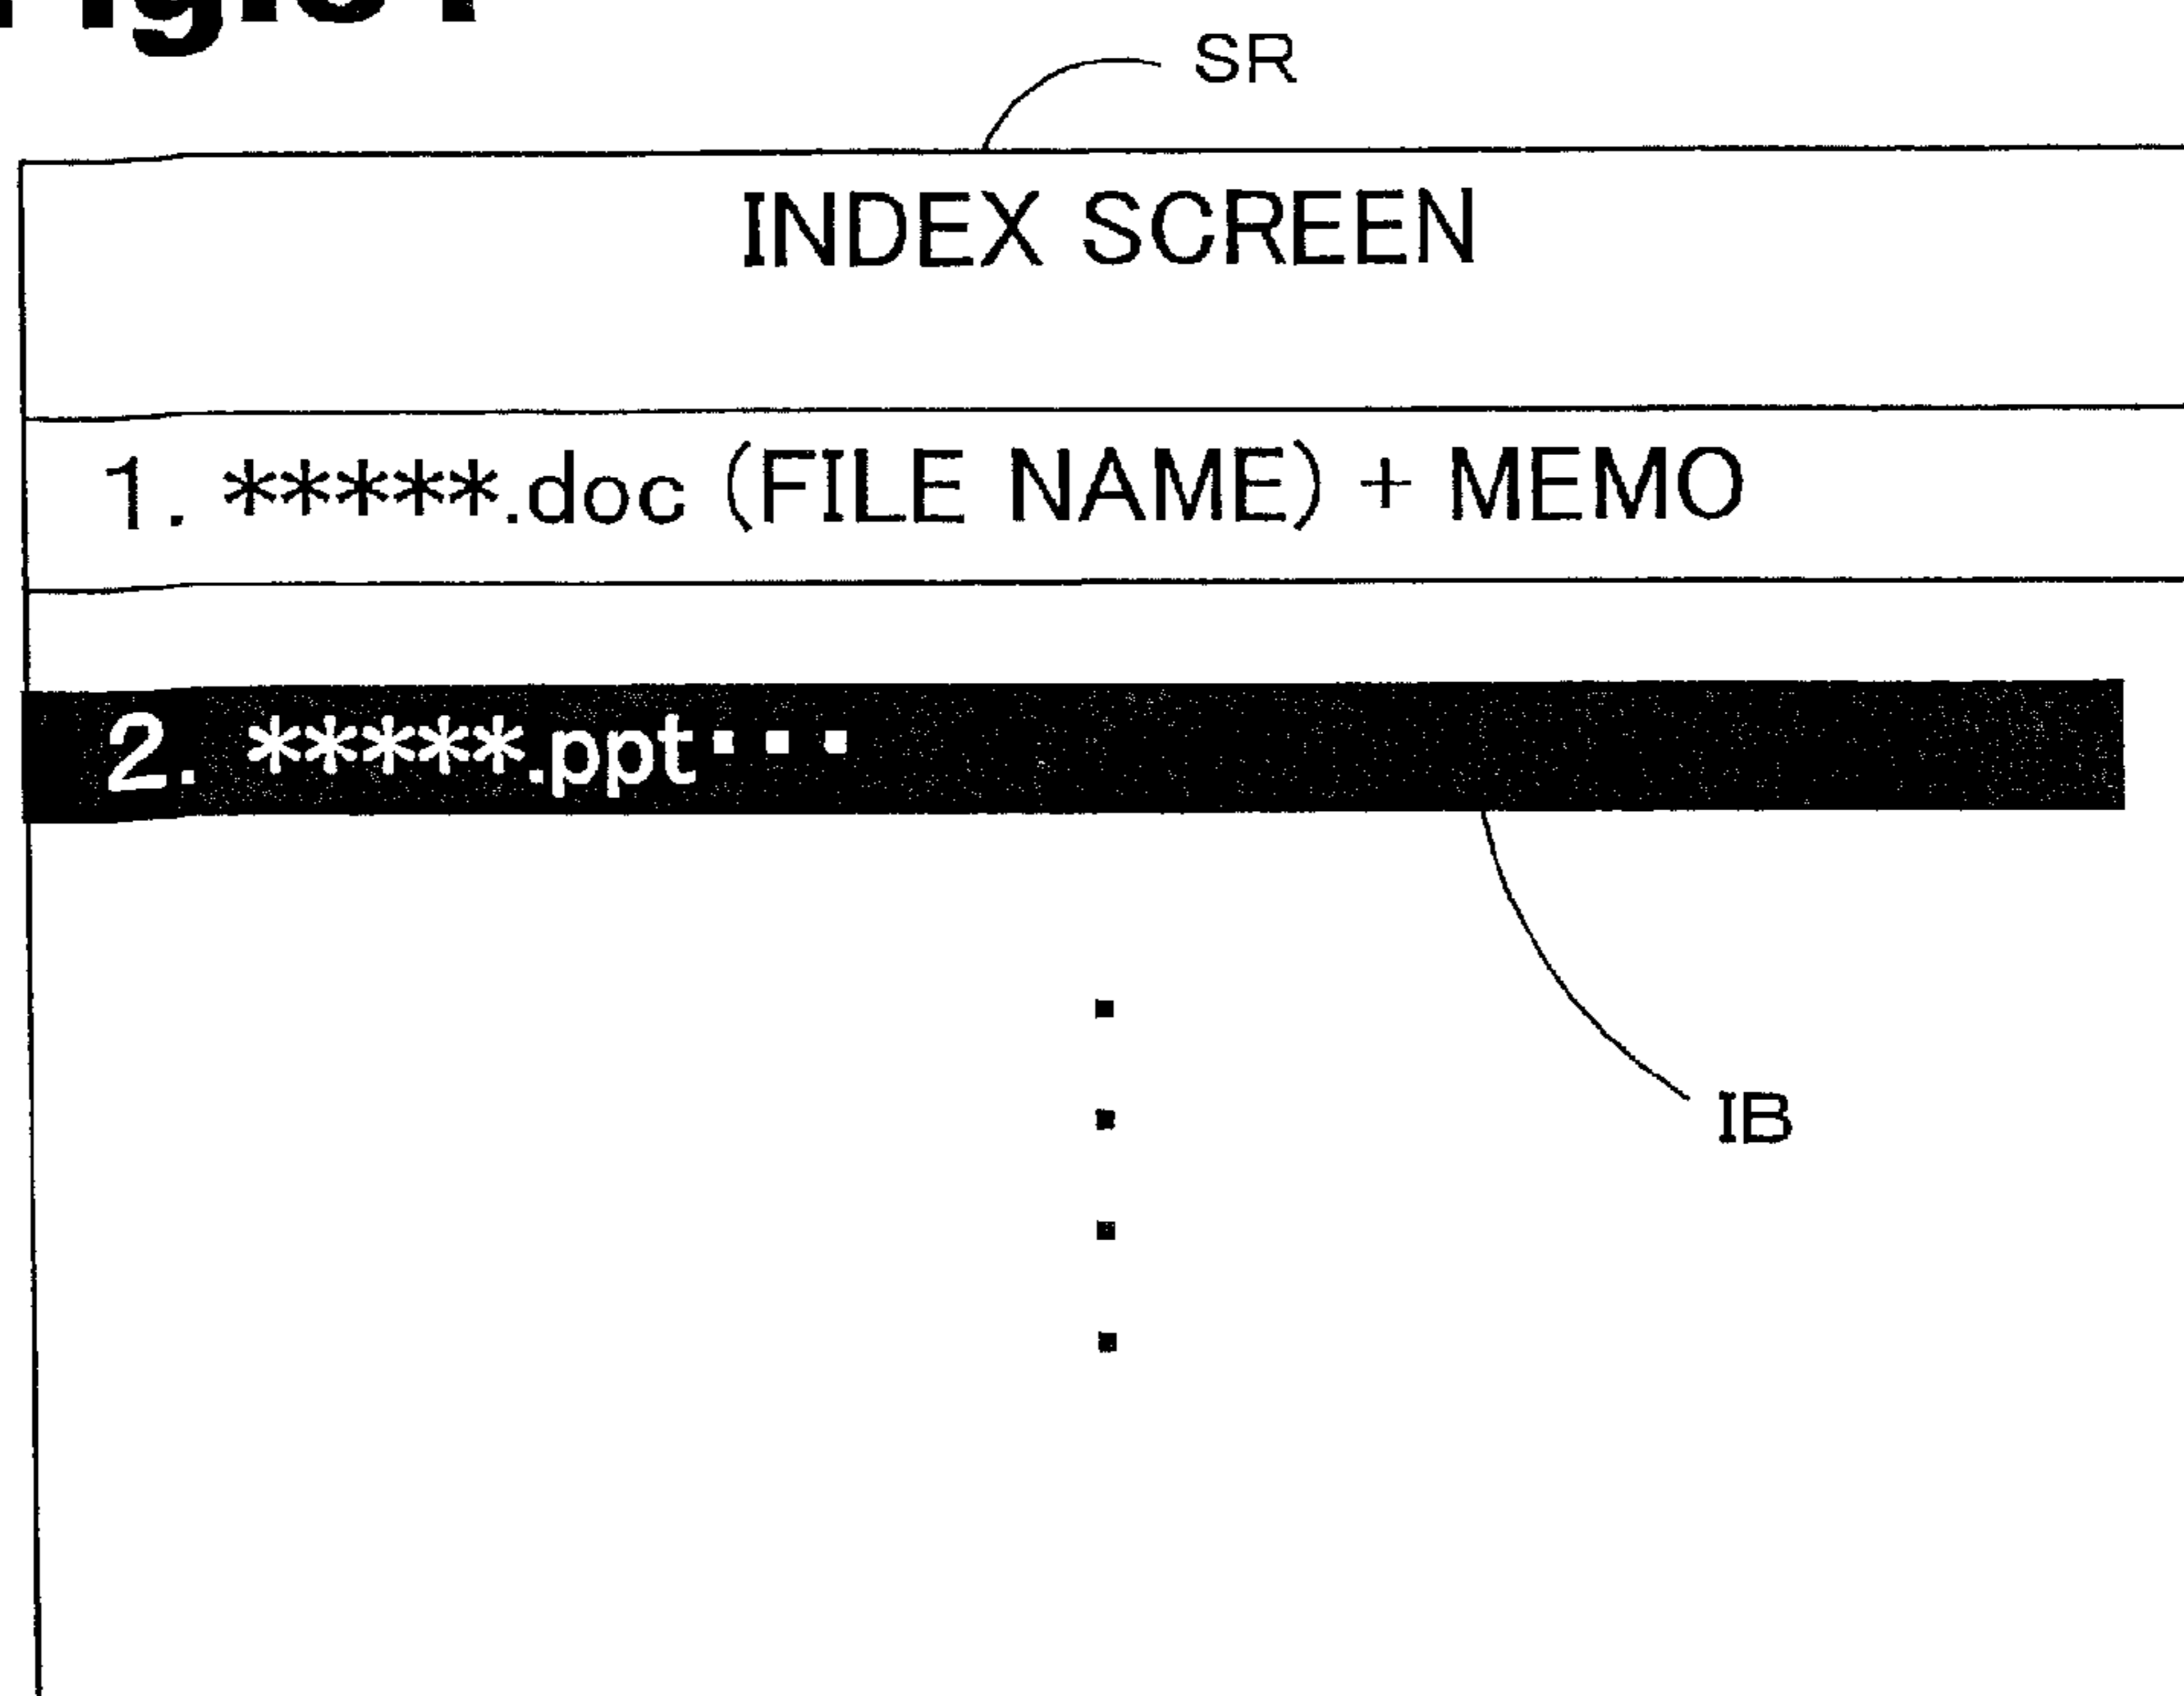 SR
INDEX SCREEN
1. *****.doc (FILE NAME) + MEMO
2. *****.ppt···
IB